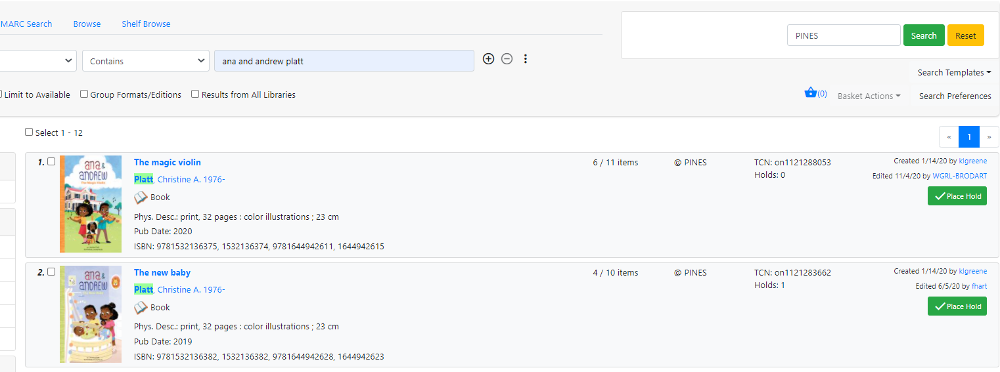 MARC Search Browse Shelf Browse
PINES Search Reset
Contains ana and andrew platt
Search Templates
Limit to Available Group Formats/Editions Results from All Libraries
(0) Basket Actions Search Preferences
Select 1 - 12
« 1 »
1. The magic violin 6 / 11 items @ PINES TCN: on1121288053 Created 1/14/20 by klgreene
Platt, Christine A. 1976- Holds: 0 Edited 11/4/20 by WGRL-BRODART
Book Place Hold
Phys. Desc.: print, 32 pages : color illustrations ; 23 cm
Pub Date: 2020
ISBN: 9781532136375, 1532136374, 9781644942611, 1644942615
ana &
ANDREW
The Magic Violin
2. The new baby 4 / 10 items @ PINES TCN: on1121283662 Created 1/14/20 by klgreene
Platt, Christine A. 1976- Holds: 1 Edited 6/5/20 by fhart
Book Place Hold
Phys. Desc.: print, 32 pages : color illustrations ; 23 cm
Pub Date: 2019
ISBN: 9781532136382, 1532136382, 9781644942628, 1644942623
ana &
ANDREW